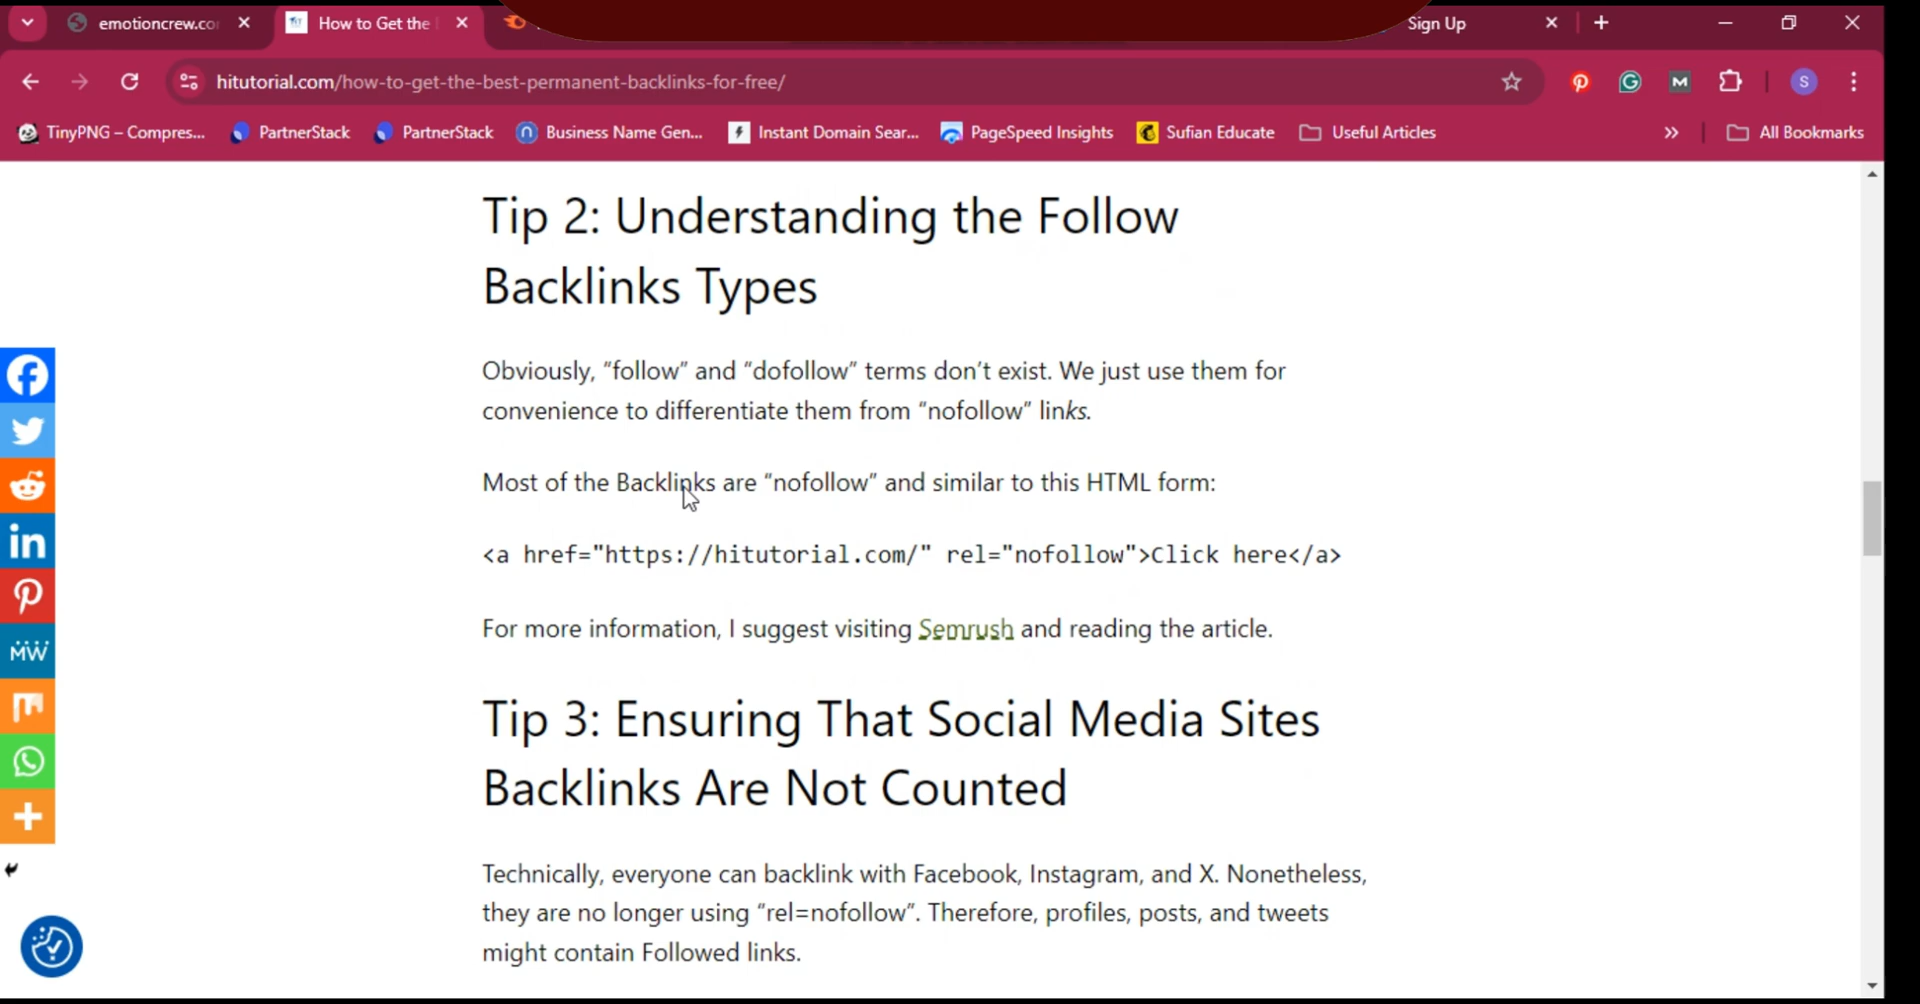 emotioncrew.co
How to Get the
Sign Up
hitutorial.com/how-to-get-the-best-permanent-backlinks-for-free/
S
TinyPNG – Compres...
PartnerStack
PartnerStack
Business Name Gen...
Instant Domain Sear...
PageSpeed Insights
Sufian Educate
Useful Articles
All Bookmarks
Tip 2: Understanding the Follow
Backlinks Types
Obviously, “follow” and “dofollow” terms don’t exist. We just use them for
convenience to differentiate them from “nofollow” links.
Most of the Backlinks are “nofollow” and similar to this HTML form:
<a href="https://hitutorial.com/" rel="nofollow">Click here</a>
For more information, I suggest visiting Semrush and reading the article.
Tip 3: Ensuring That Social Media Sites
Backlinks Are Not Counted
Technically, everyone can backlink with Facebook, Instagram, and X. Nonetheless,
they are no longer using “rel=nofollow”. Therefore, profiles, posts, and tweets
might contain Followed links.